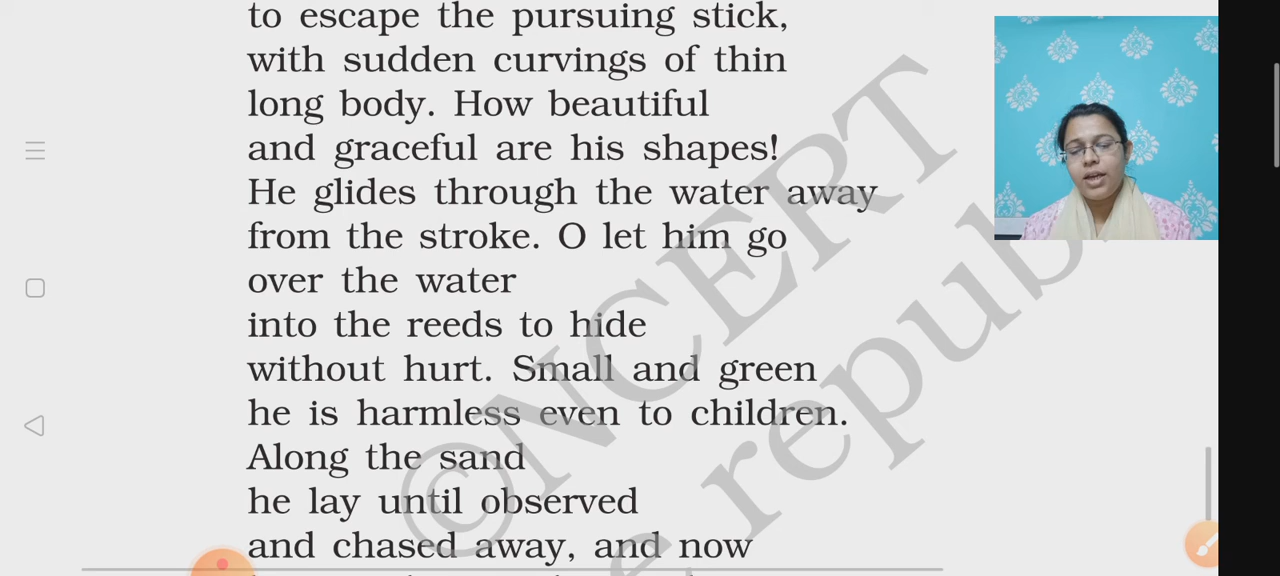 to escape the pursuing stick,
with sudden curvings of thin
long body. How beautiful
and graceful are his shapes!
He glides through the water away
from the stroke. O let him go
over the water
into the reeds to hide
without hurt. Small and green
he is harmless even to children.
Along the sand
he lay until observed
and chased away, and now
©NCERT
e republ